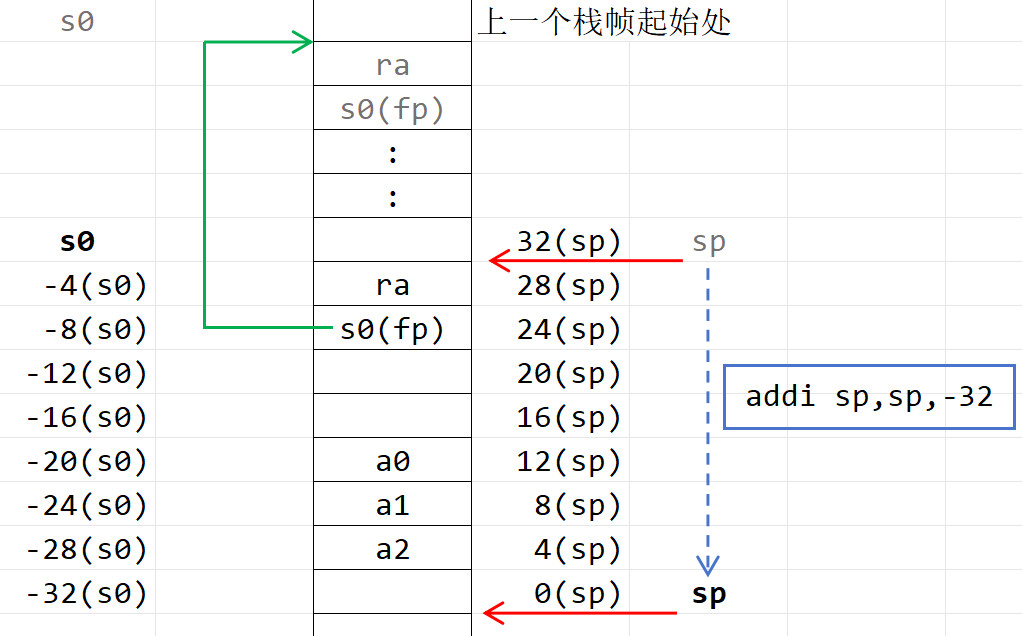 s0 上一个栈帧起始处
ra
s0(fp)
:
:
s0 32(sp) sp
-4(s0) ra 28(sp)
-8(s0) s0(fp) 24(sp)
-12(s0) 20(sp)
addi sp,sp,-32
-16(s0) 16(sp)
-20(s0) a0 12(sp)
-24(s0) a1 8(sp)
-28(s0) a2 4(sp)
-32(s0) 0(sp) sp